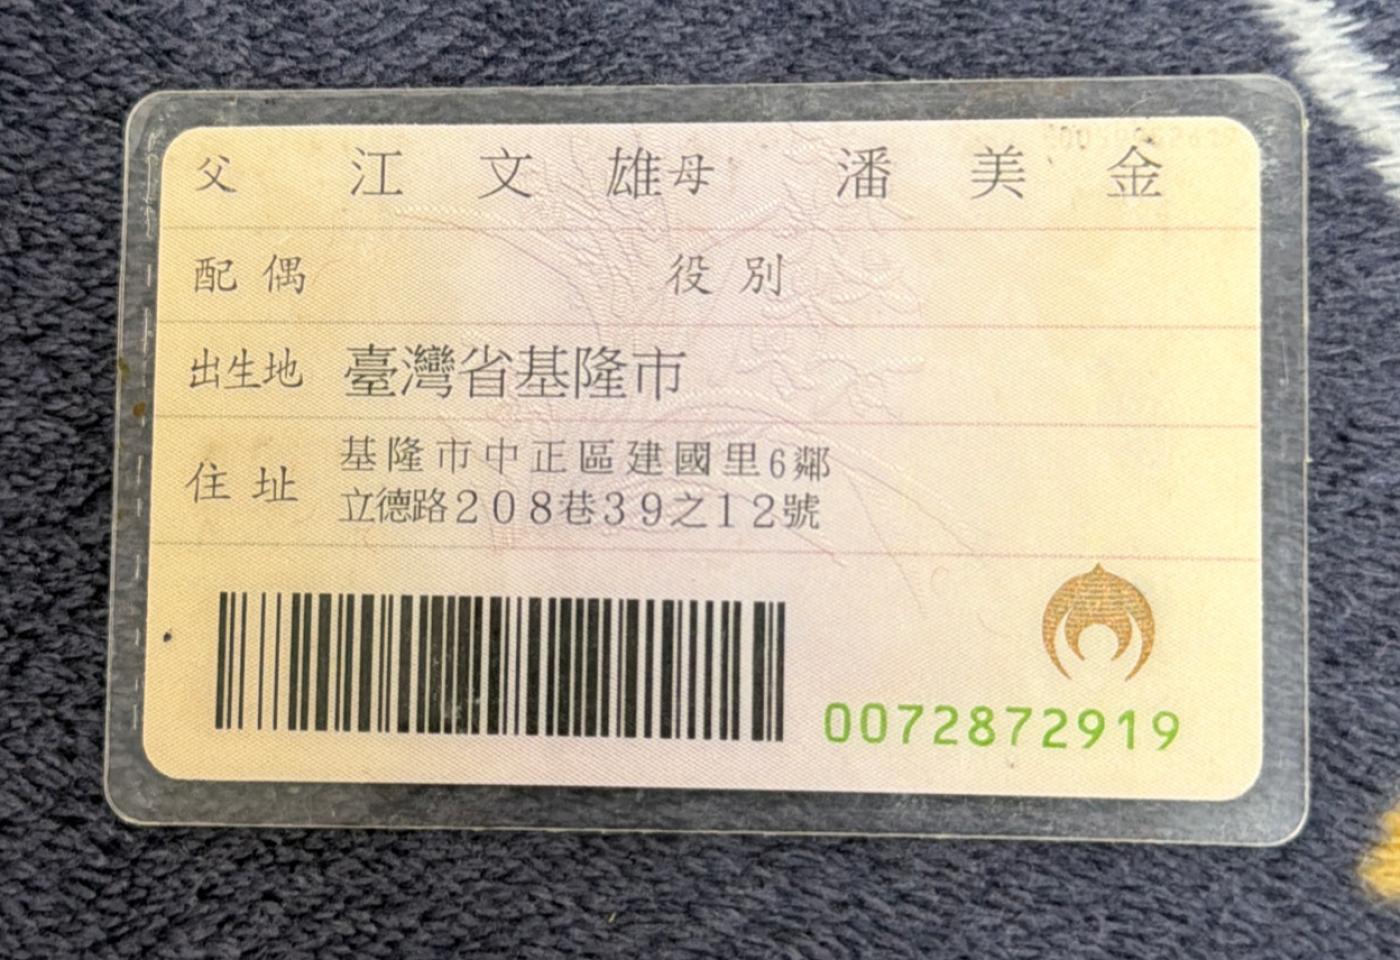 父 江文雄 母 潘美金
配偶 役別
出生地 臺灣省基隆市
住址 基隆市中正區建國里6鄰
立德路208巷39之12號
0072872919